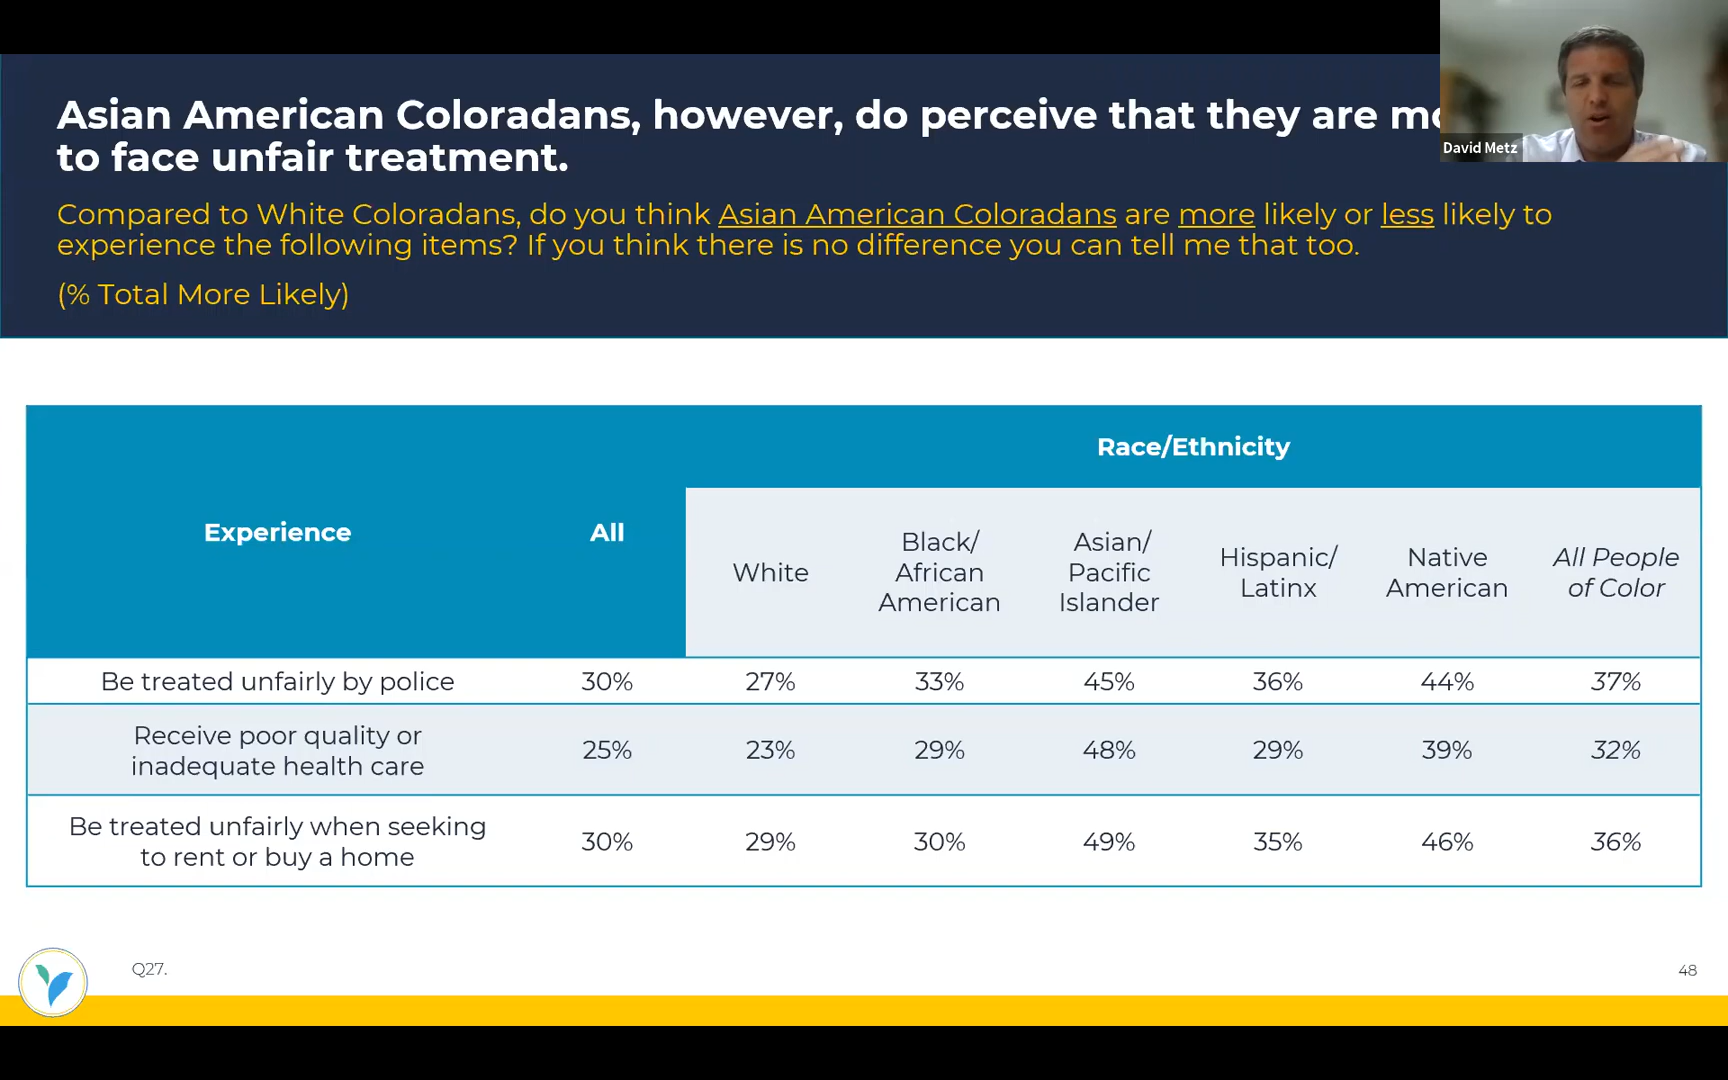 Asian American Coloradans, however, do perceive that they are
to face unfair treatment.
Compared to White Coloradans, do you think Asian American Coloradans are more likely or less likely to
experience the following items? If you think there is no difference you can tell me that too.
(% Total More Likely)
David Metz
Race/Ethnicity
Experience
All
White
Black/
African
American
Asian/
Pacific
Islander
Hispanic/
Latinx
Native
American
All People
of Color
Be treated unfairly by police
30%
27%
33%
45%
36%
44%
37%
Receive poor quality or
inadequate health care
25%
23%
29%
48%
29%
39%
32%
Be treated unfairly when seeking
to rent or buy a home
30%
29%
30%
49%
35%
46%
36%
Q27.
48